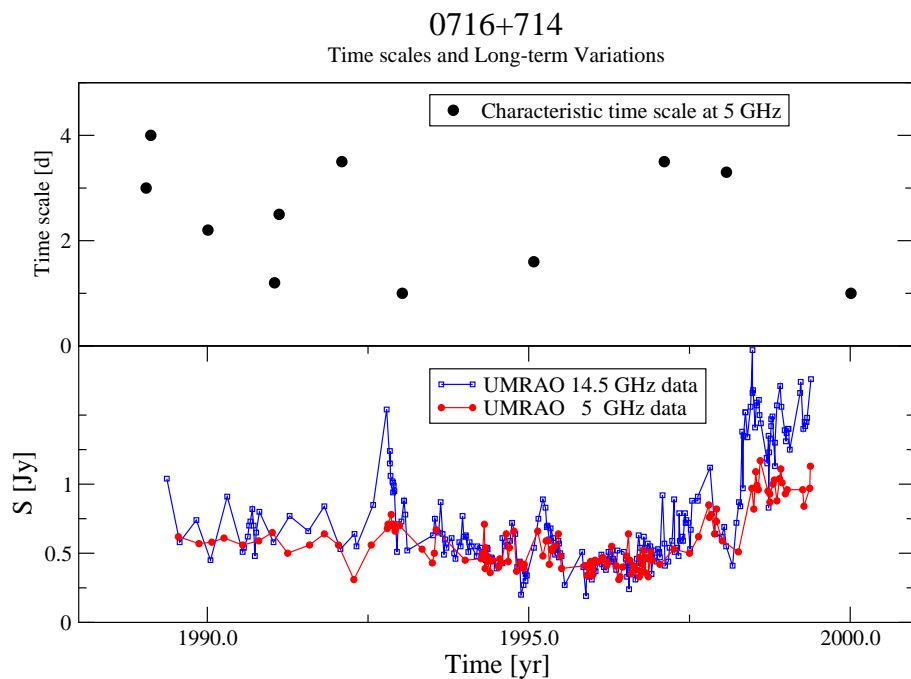 0716+714
Time scales and Long-term Variations
Characteristic time scale at 5 GHz
Time scale [d]
4
2
0
UMRAO 14.5 GHz data
UMRAO 5 GHz data
S [Jy]
1
0.5
0
1990.0 1995.0 2000.0
Time [yr]